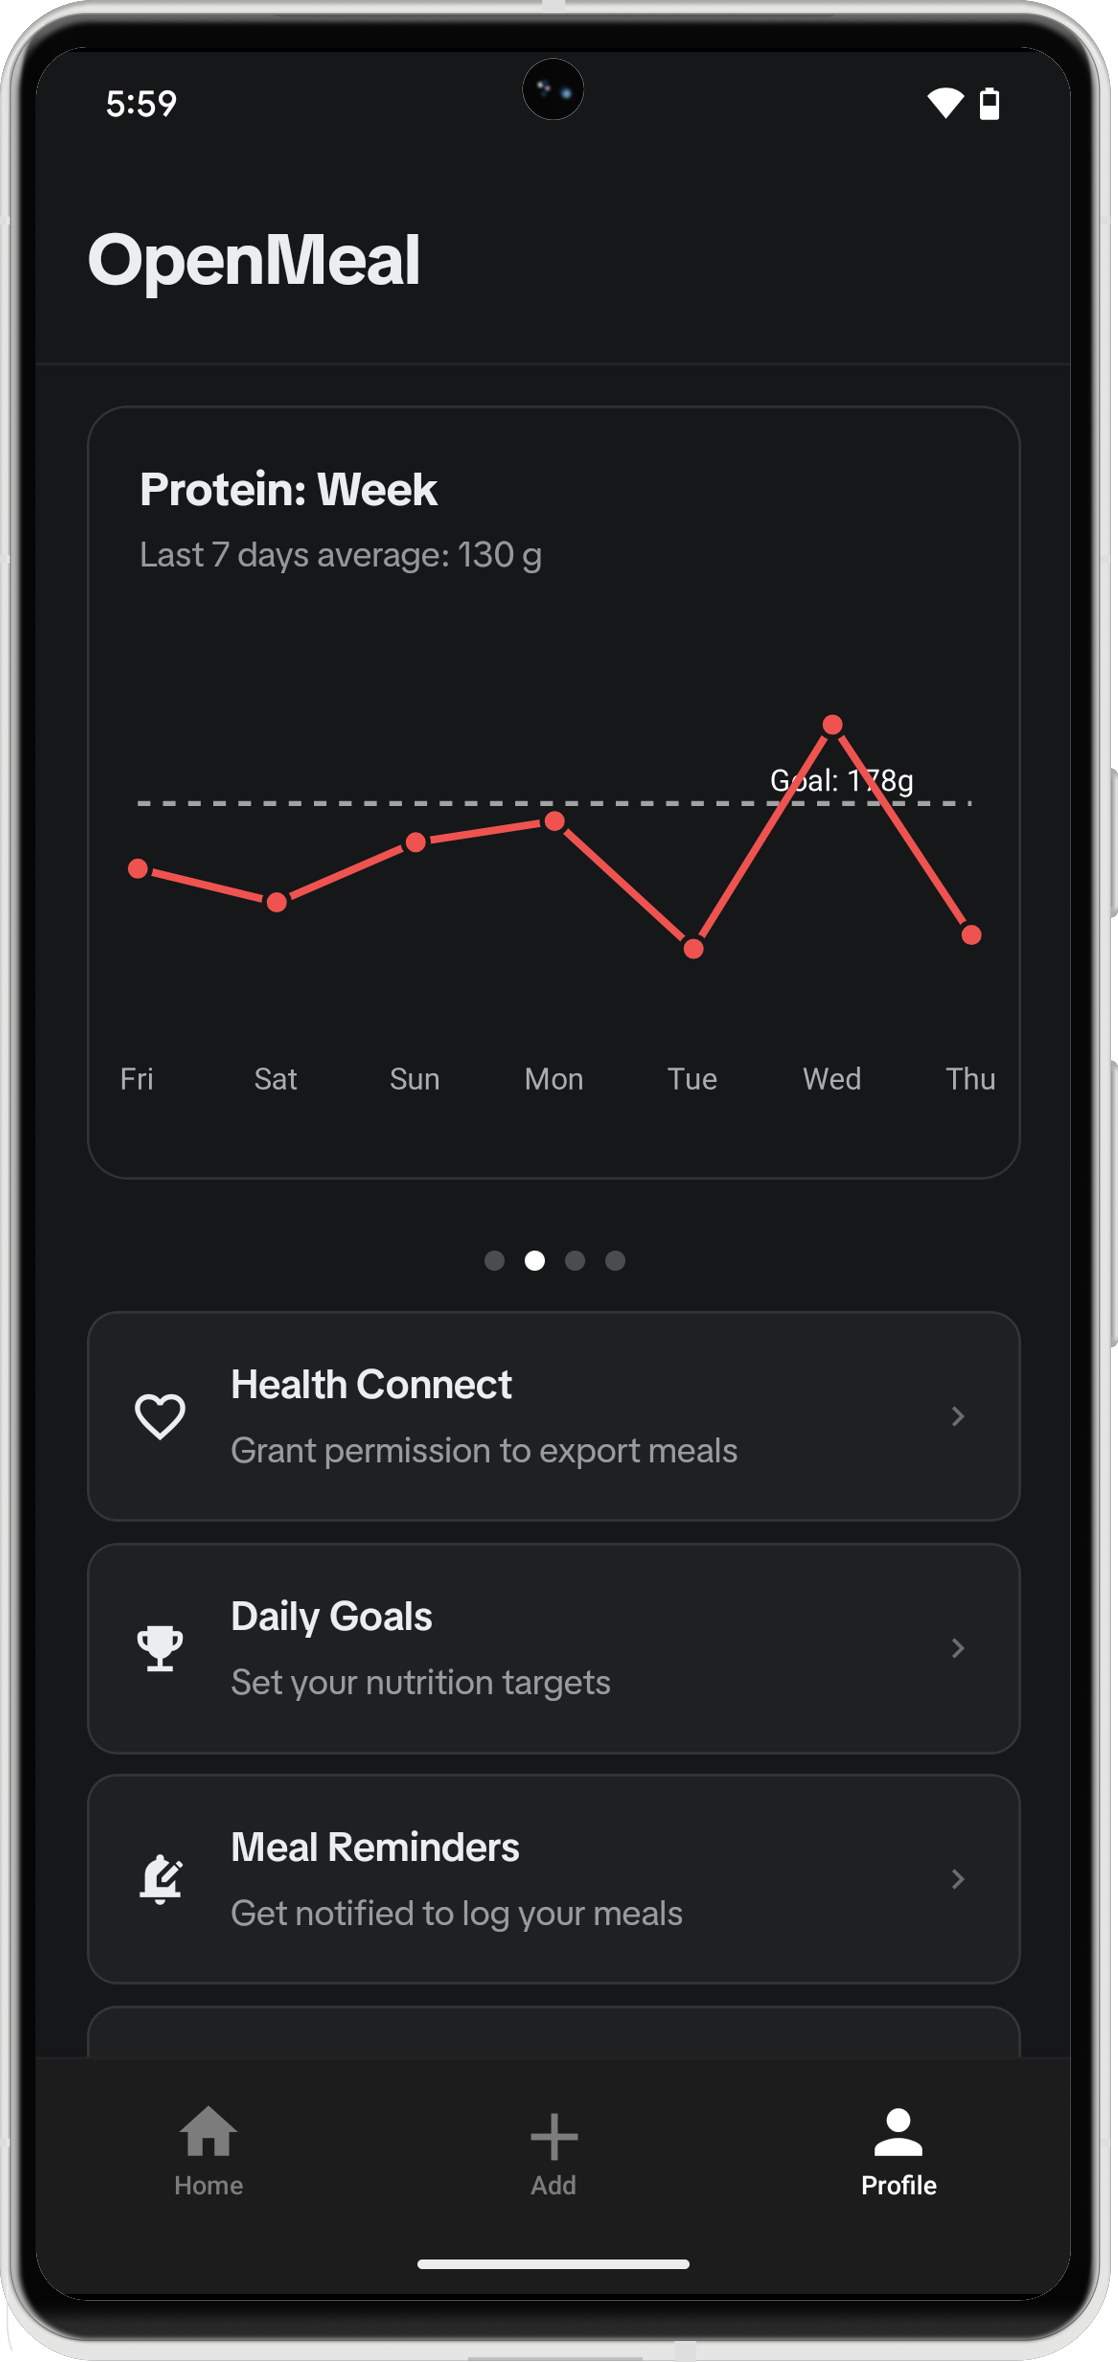 5:59
OpenMeal
Protein: Week
Last 7 days average: 130 g
Goal: 178g
Fri Sat Sun Mon Tue Wed Thu
Health Connect
Grant permission to export meals
Daily Goals
Set your nutrition targets
Meal Reminders
Get notified to log your meals
Home Add Profile